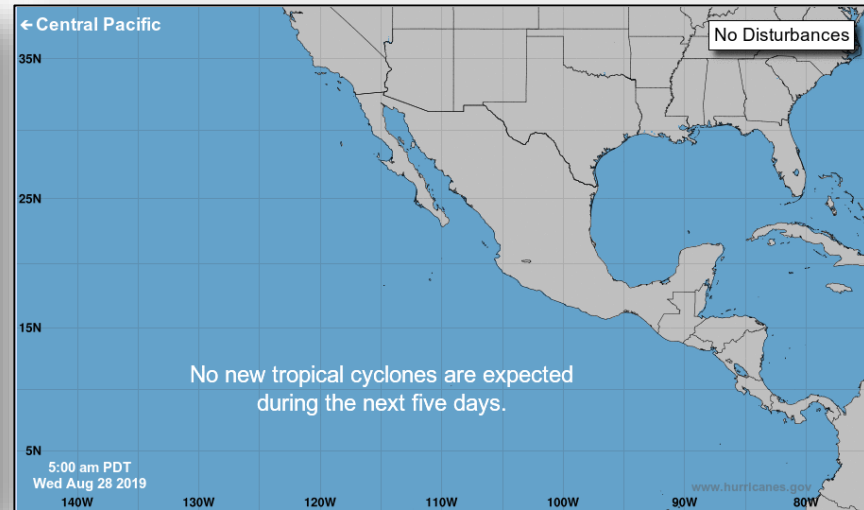 ← Central Pacific
No Disturbances
35N
25N
15N
No new tropical cyclones are expected
during the next five days.
5N
5:00 am PDT
Wed Aug 28 2019
www.hurricanes.gov
140W 130W 120W 110W 100W 90W 80W